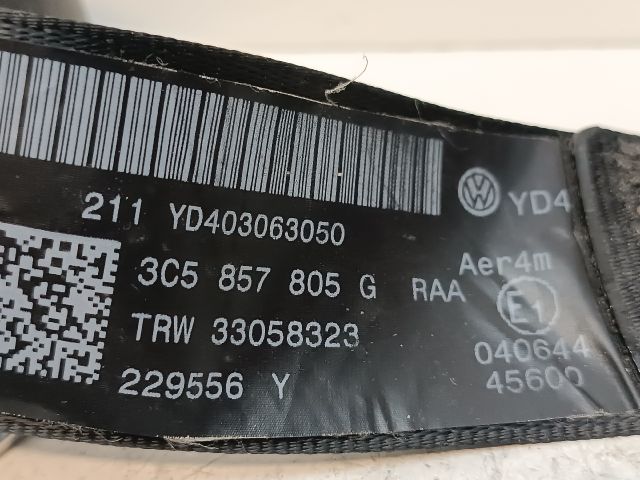 211 YD403063050
YD4
3C5 857 805 G RAA
Aer4m
TRW 33058323
E1
229556 Y
040644
45600